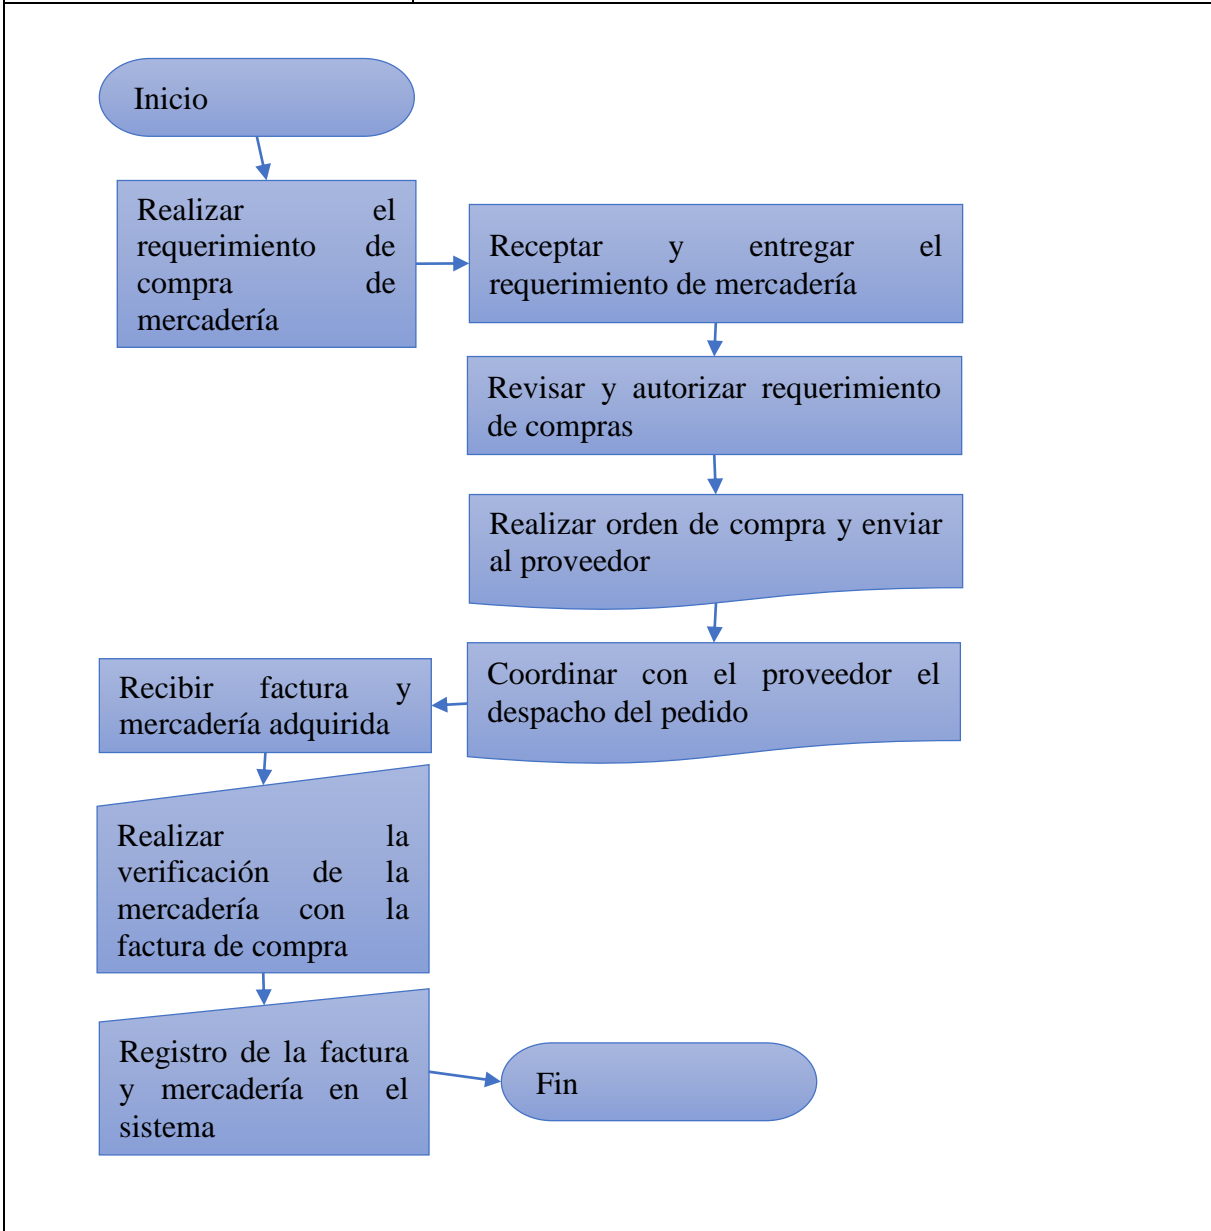 Inicio
Realizar el
requerimiento de
compra de
mercadería
Receptar y entregar el
requerimiento de mercadería
Revisar y autorizar requerimiento
de compras
Realizar orden de compra y enviar
al proveedor
Coordinar con el proveedor el
despacho del pedido
Recibir factura y
mercadería adquirida
Realizar la
verificación de la
mercadería con la
factura de compra
Registro de la factura
y mercadería en el
sistema
Fin